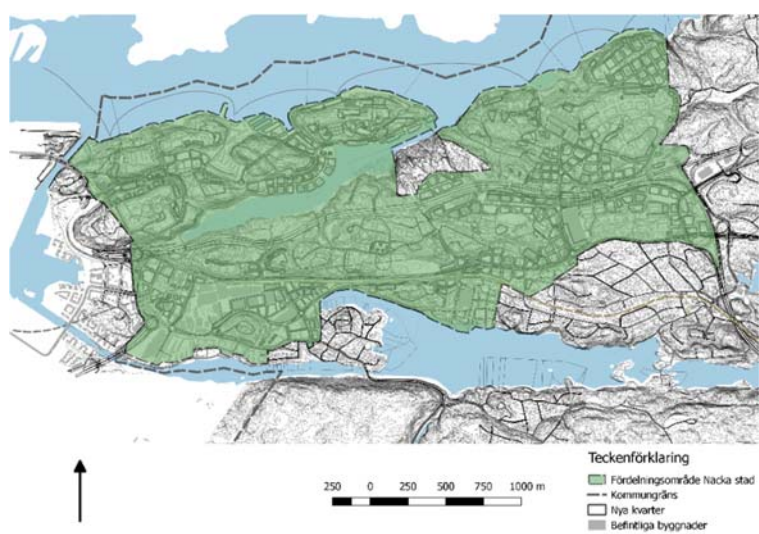 Teckenförklaring
Fördelningsområde Nacka stad
Kommungräns
Nya kvarter
Befintliga byggnader
250 0 250 500 750 1000 m